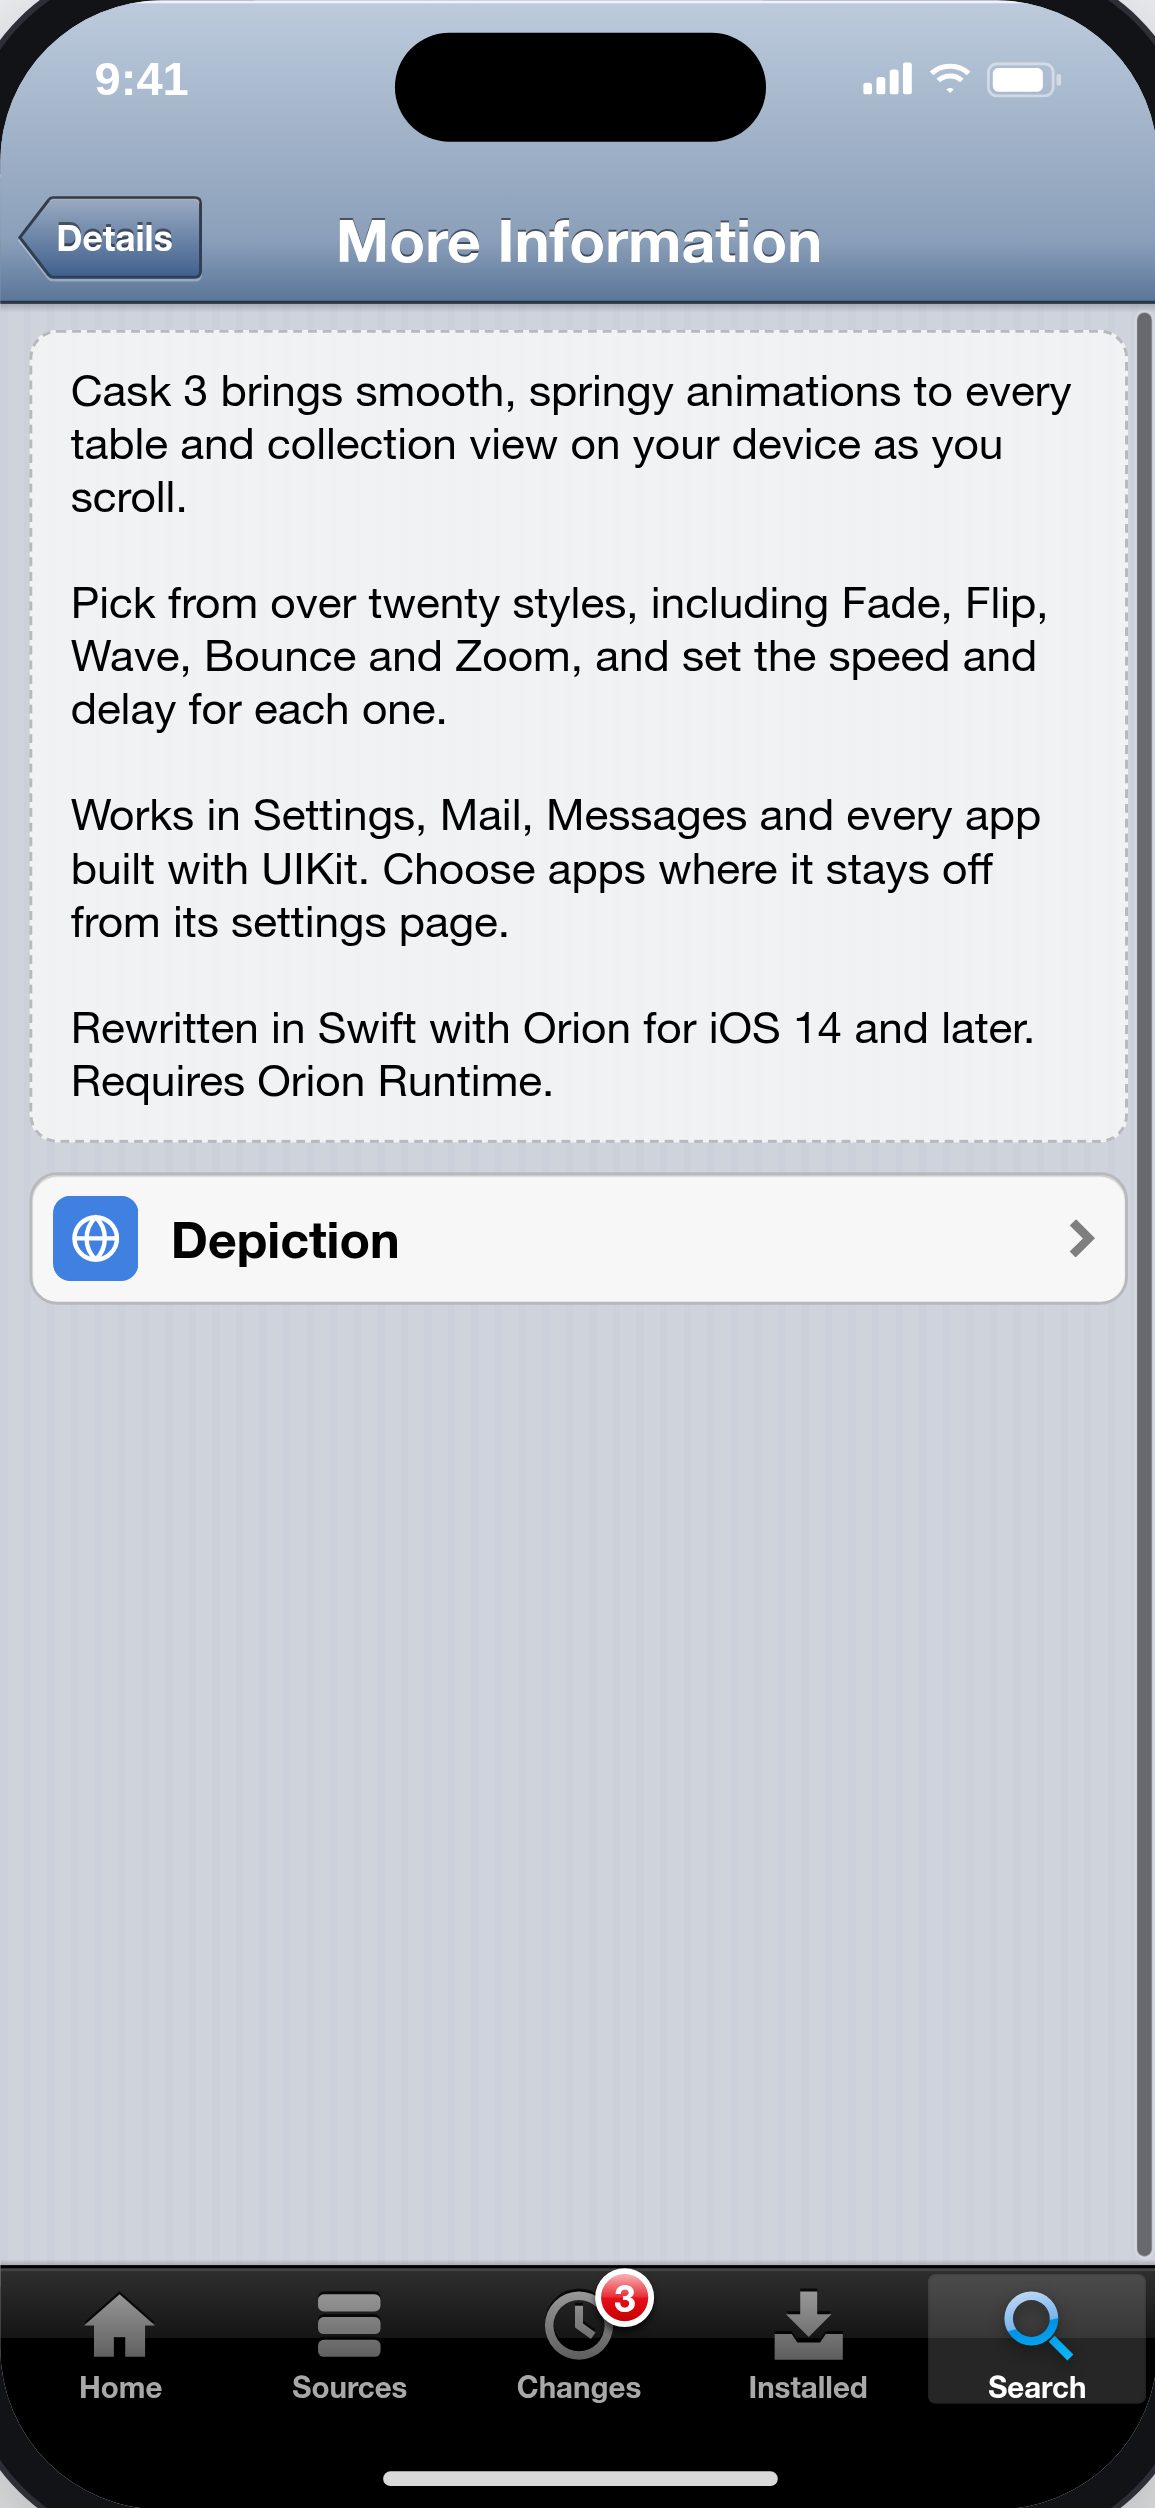 9:41
Details
More Information
Cask 3 brings smooth, springy animations to every
table and collection view on your device as you
scroll.
Pick from over twenty styles, including Fade, Flip,
Wave, Bounce and Zoom, and set the speed and
delay for each one.
Works in Settings, Mail, Messages and every app
built with UIKit. Choose apps where it stays off
from its settings page.
Rewritten in Swift with Orion for iOS 14 and later.
Requires Orion Runtime.
Depiction
3
Home
Sources
Changes
Installed
Search